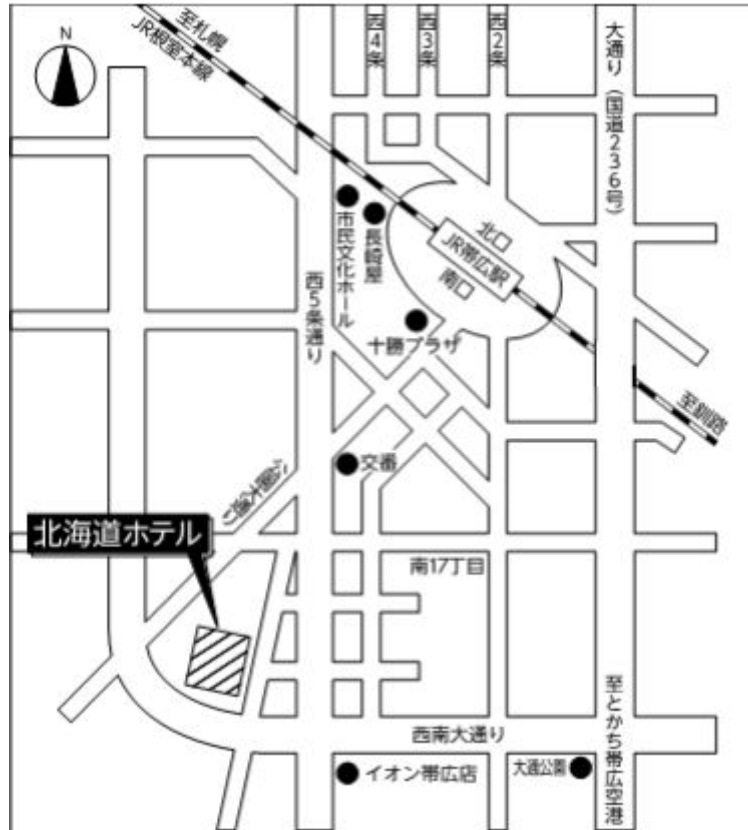 N
至札幌
JR根室本線
西4条
西3条
西2条
大通り(国道236号)
市民文化ホール
長崎屋
北口
JR帯広駅
南口
西5条通り
十勝プラザ
至釧路
交番
公園大通り
北海道ホテル
南17丁目
西南大通り
至とかち帯広空港
イオン帯広店
大通公園